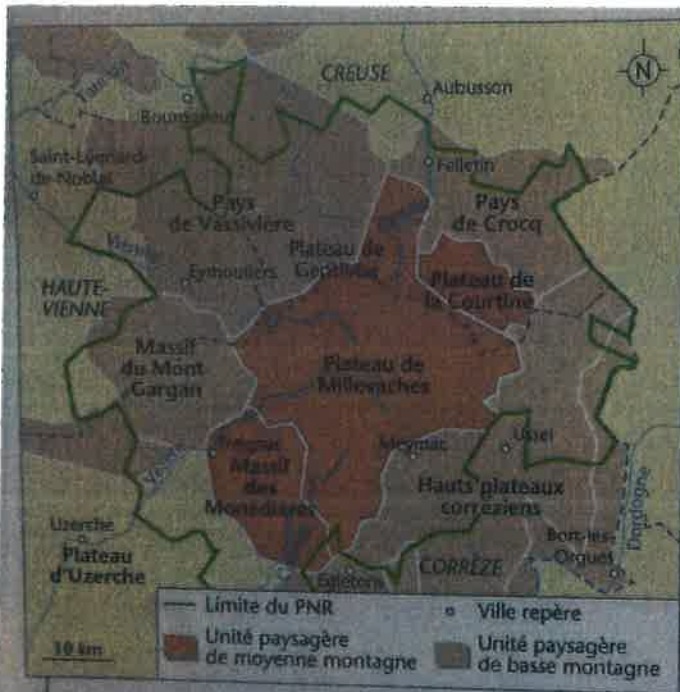 CREUSE
Aubusson
N
Taurion
Bourganeuf
Saint-Léonard-
de-Noblat
Felletin
Pays
de Vassivière
Pays
de Crocq
Vienne
Plateau de
Gentioux
Eymoutiers
Plateau de
la Courtine
HAUTE-
VIENNE
Massif
du Mont
Gargan
Plateau de
Millevaches
Treignac
Meymac
Ussel
Massif
des
Monédières
Vézère
Hauts plateaux
corréziens
Dordogne
Uzerche
Plateau
d'Uzerche
Bort-les-
Orgues
CORRÈZE
Égletons
Limite du PNR
Ville repère
Unité paysagère
de moyenne montagne
Unité paysagère
de basse montagne
10 km